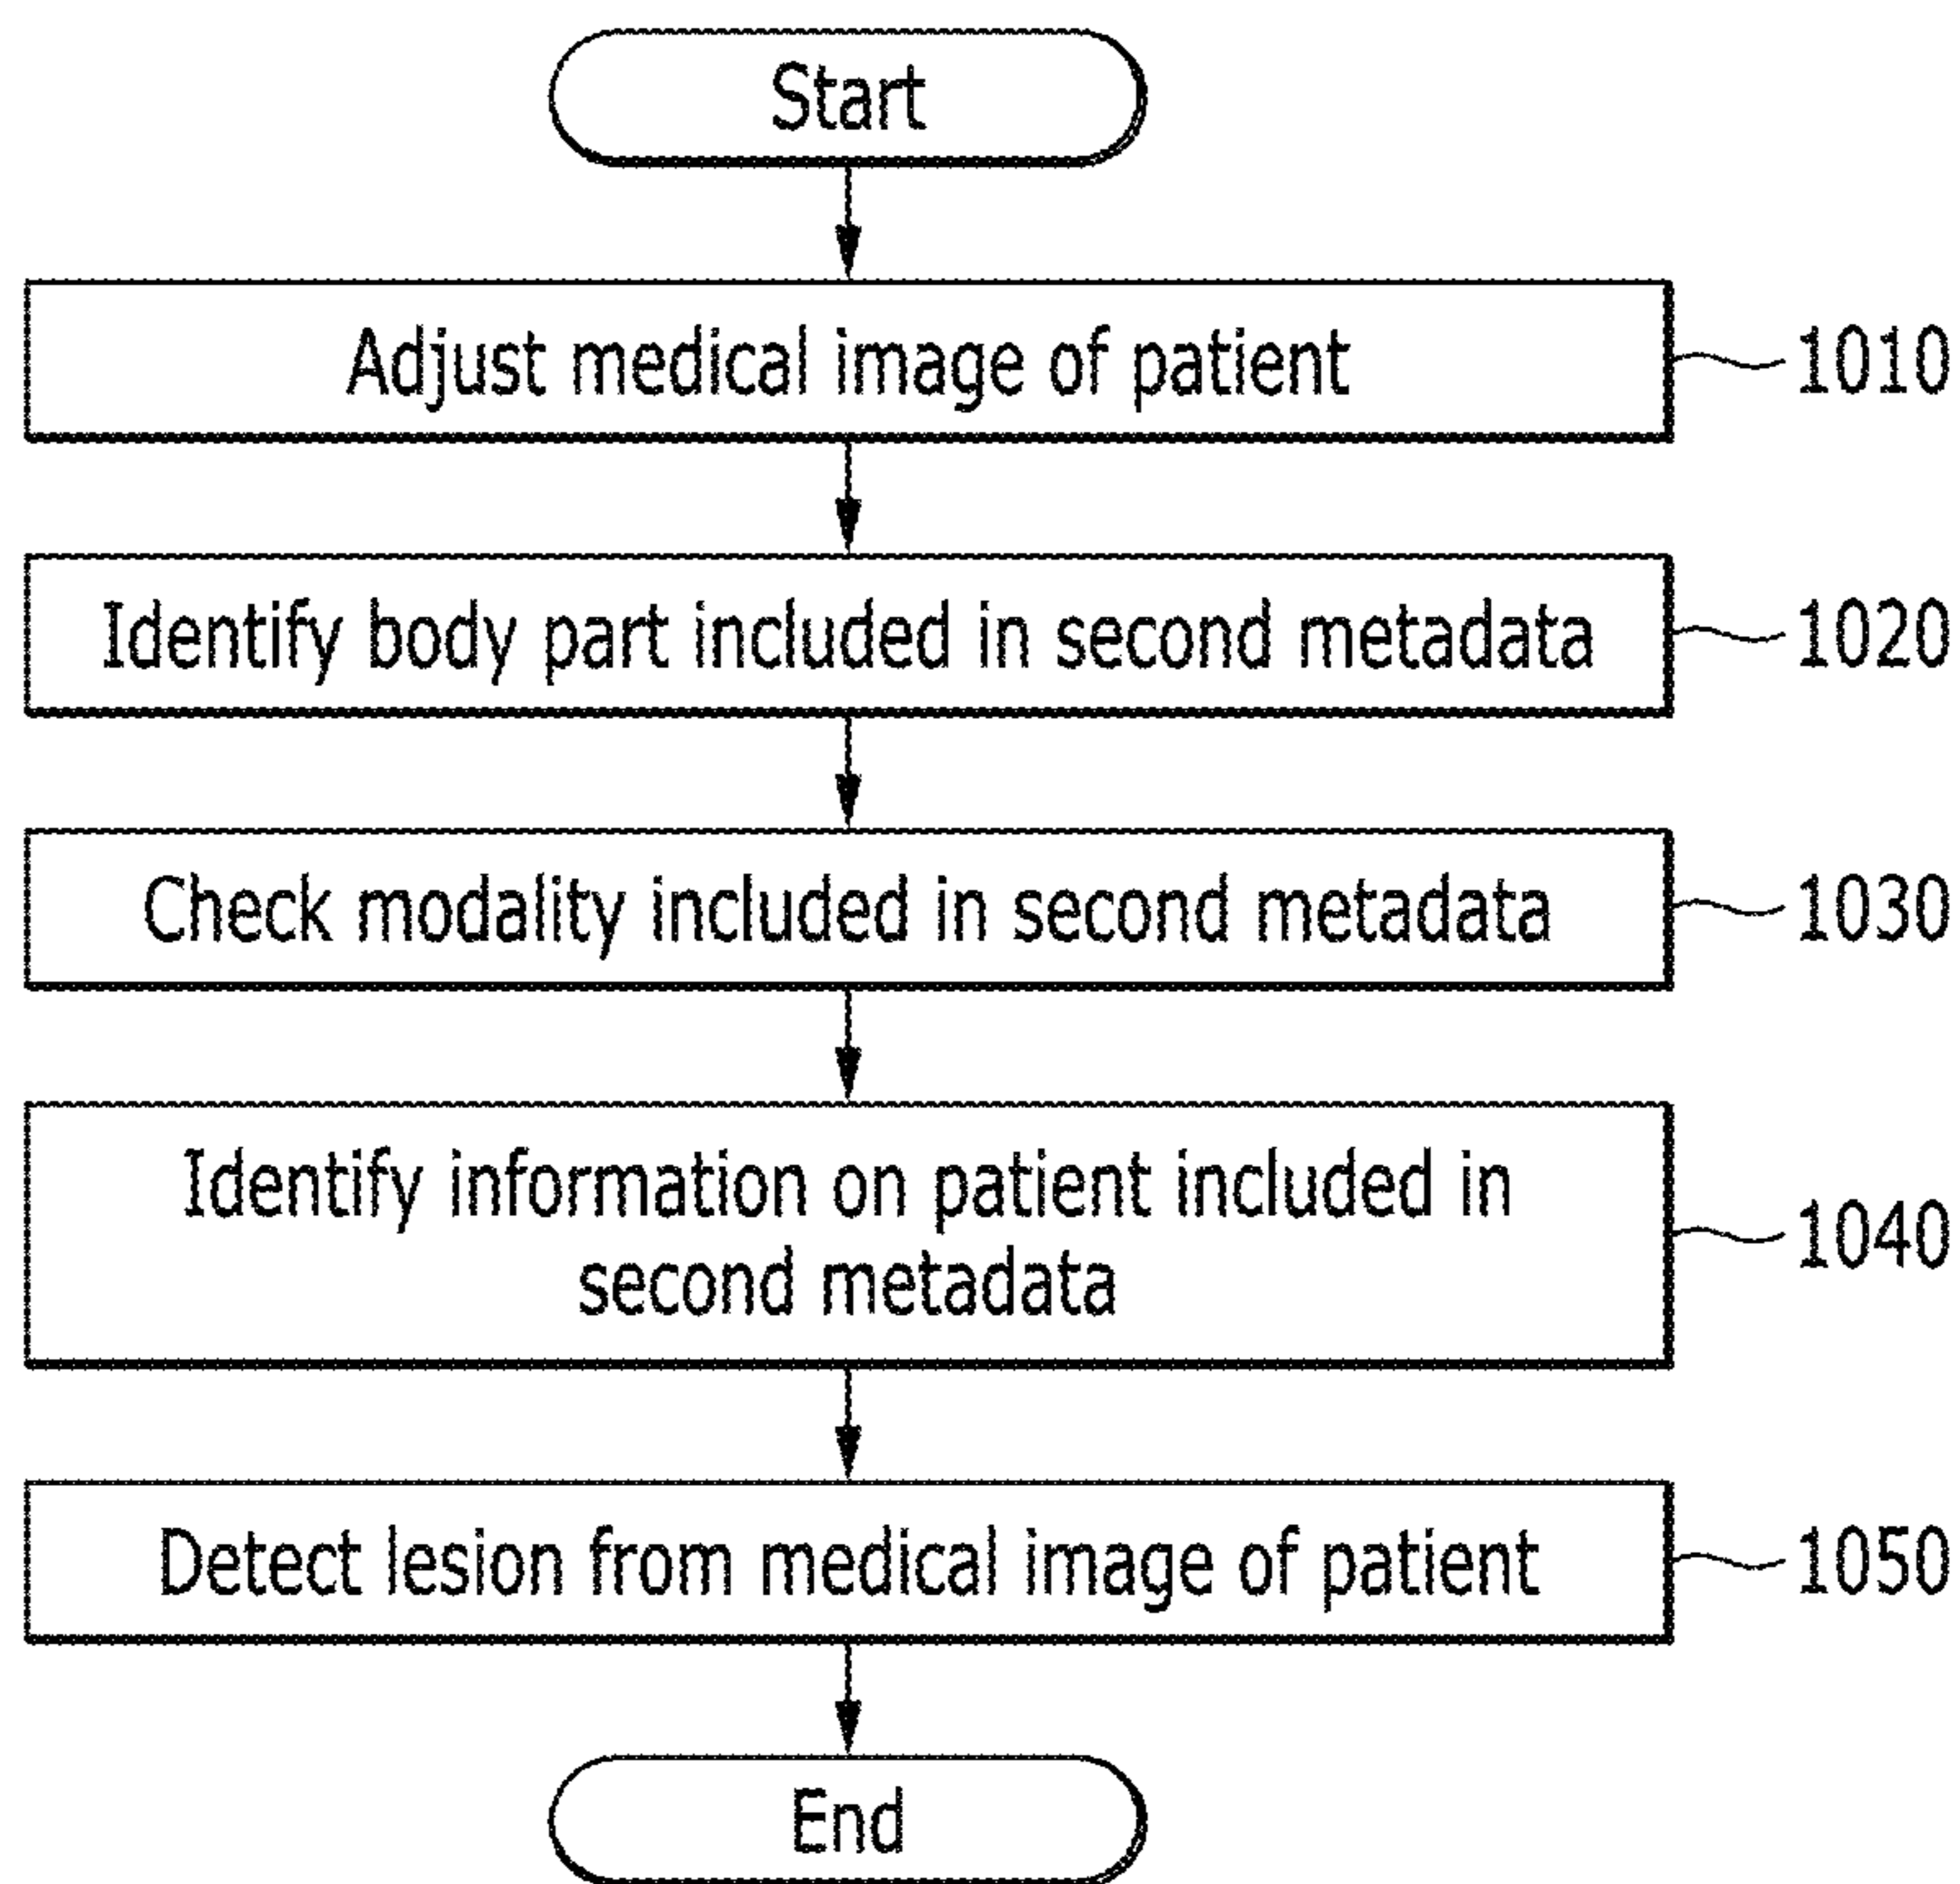 Start
Adjust medical image of patient
1010
Identify body part included in second metadata
1020
Check modality included in second metadata
1030
Identify information on patient included in
second metadata
1040
Detect lesion from medical image of patient
1050
End